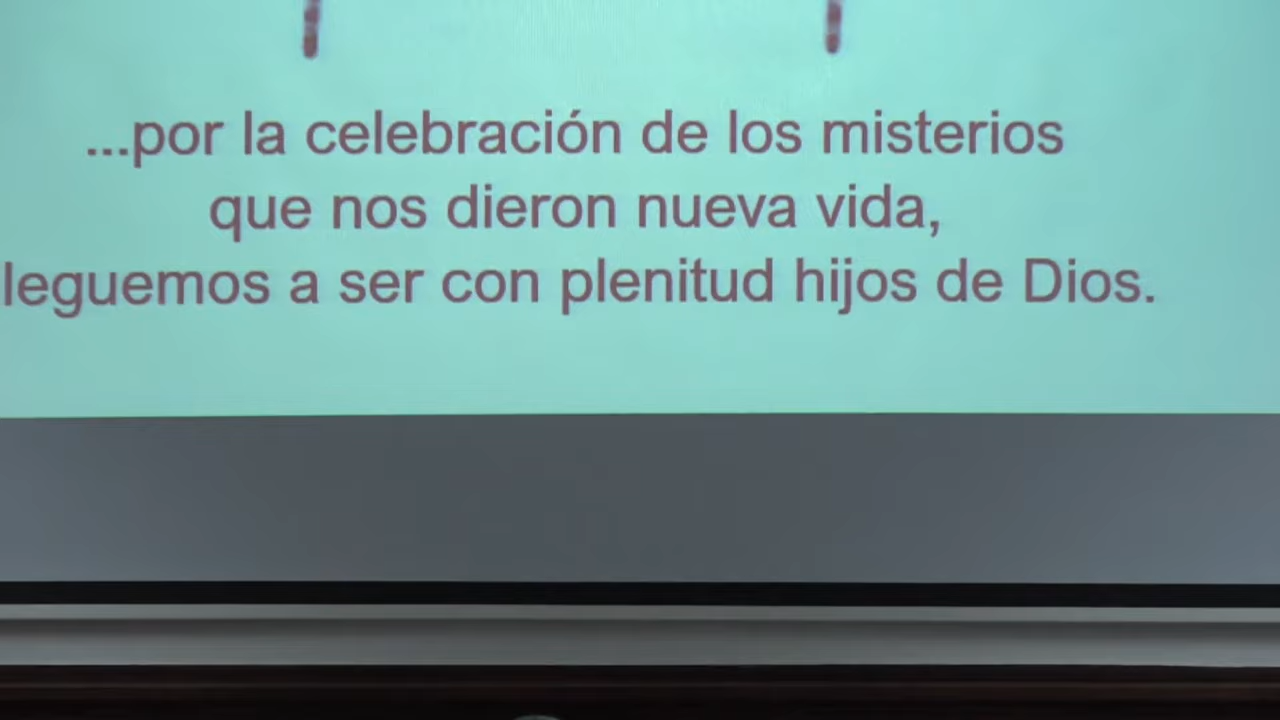 ...por la celebración de los misterios
que nos dieron nueva vida,
leguemos a ser con plenitud hijos de Dios.